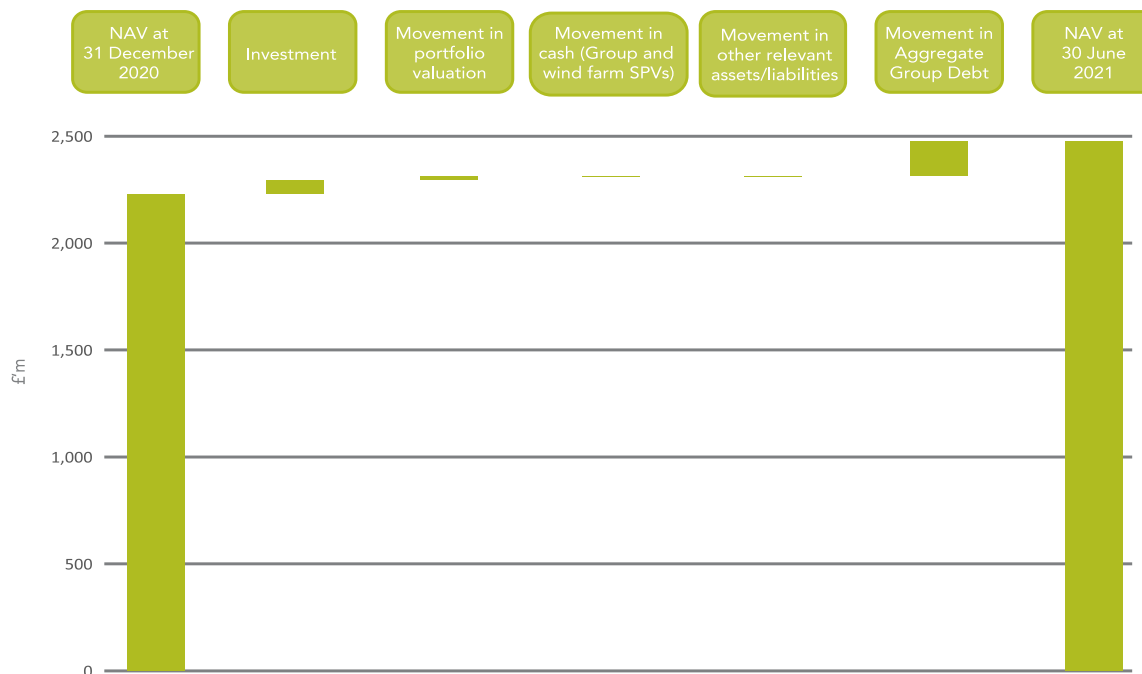 NAV at
31 December
2020
Investment
Movement in
portfolio
valuation
Movement in
cash (Group and
wind farm SPVs)
Movement in
other relevant
assets/liabilities
Movement in
Aggregate
Group Debt
NAV at
30 June
2021
2,500
2,000
1,500
£'m
1,000
500
0